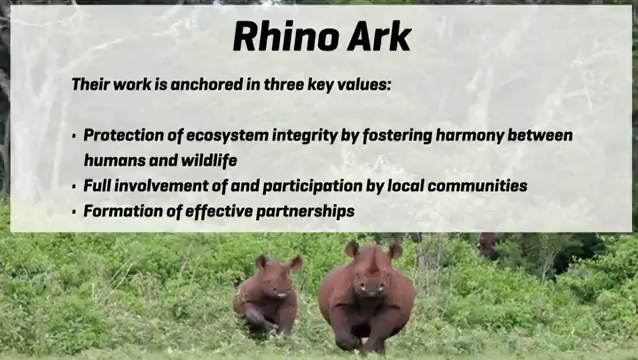 Rhino Ark
Their work is anchored in three key values:
· Protection of ecosystem integrity by fostering harmony between
humans and wildlife
· Full involvement of and participation by local communities
· Formation of effective partnerships